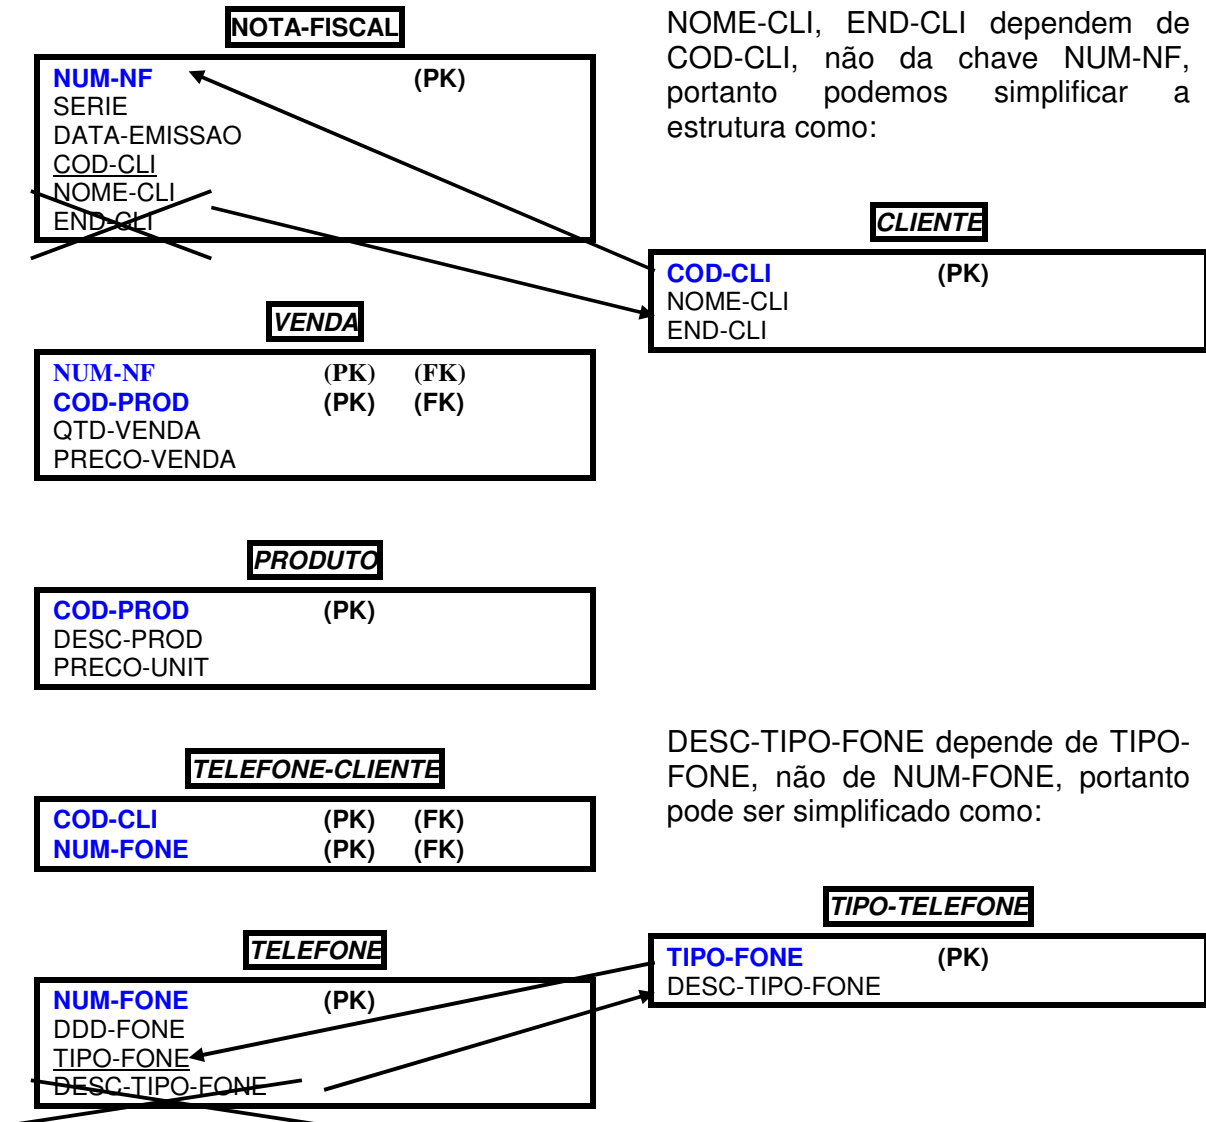 NOTA-FISCAL
NUM-NF (PK)
SERIE
DATA-EMISSAO
COD-CLI
NOME-CLI
END-CLI
NOME-CLI, END-CLI dependem de
COD-CLI, não da chave NUM-NF,
portanto podemos simplificar a
estrutura como:
CLIENTE
COD-CLI (PK)
NOME-CLI
END-CLI
VENDA
NUM-NF (PK) (FK)
COD-PROD (PK) (FK)
QTD-VENDA
PRECO-VENDA
PRODUTO
COD-PROD (PK)
DESC-PROD
PRECO-UNIT
TELEFONE-CLIENTE
COD-CLI (PK) (FK)
NUM-FONE (PK) (FK)
DESC-TIPO-FONE depende de TIPO-
FONE, não de NUM-FONE, portanto
pode ser simplificado como:
TIPO-TELEFONE
TIPO-FONE (PK)
DESC-TIPO-FONE
TELEFONE
NUM-FONE (PK)
DDD-FONE
TIPO-FONE
DESC-TIPO-FONE